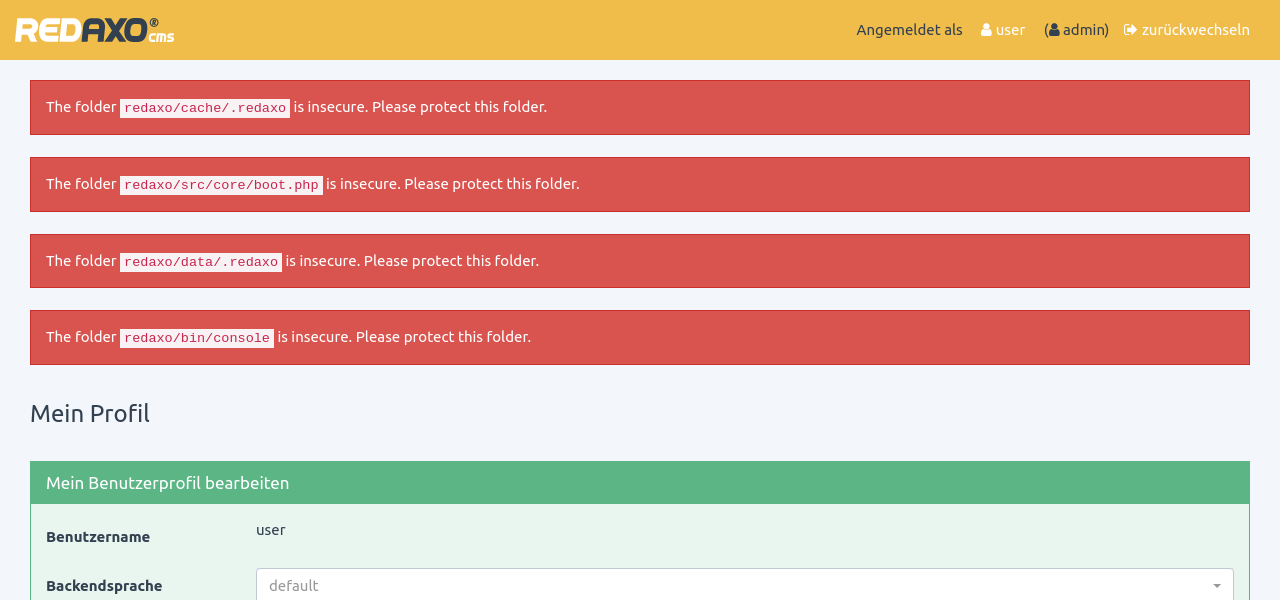 REDAXO® cms
Angemeldet als user (admin) zurückwechseln
The folder redaxo/cache/.redaxo is insecure. Please protect this folder.
The folder redaxo/src/core/boot.php is insecure. Please protect this folder.
The folder redaxo/data/.redaxo is insecure. Please protect this folder.
The folder redaxo/bin/console is insecure. Please protect this folder.
Mein Profil
Mein Benutzerprofil bearbeiten
Benutzername user
Backendsprache default